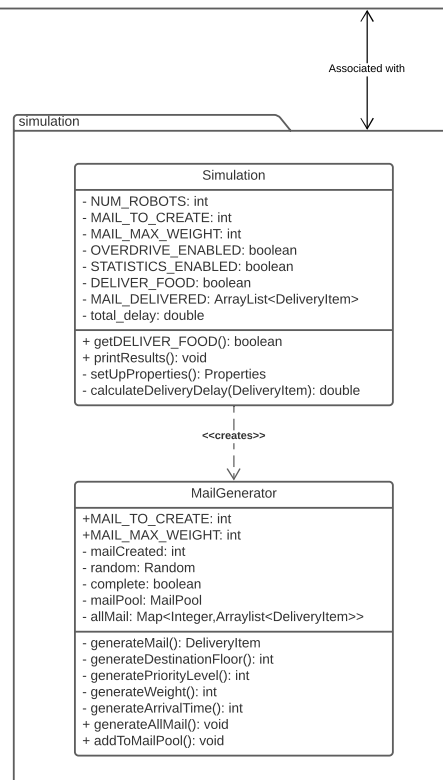 Associated with
simulation
Simulation
- NUM_ROBOTS: int
- MAIL_TO_CREATE: int
- MAIL_MAX_WEIGHT: int
- OVERDRIVE_ENABLED: boolean
- STATISTICS_ENABLED: boolean
- DELIVER_FOOD: boolean
- MAIL_DELIVERED: ArrayList<DeliveryItem>
- total_delay: double
+ getDELIVER_FOOD(): boolean
+ printResults(): void
- setUpProperties(): Properties
- calculateDeliveryDelay(DeliveryItem): double
<<creates>>
MailGenerator
+MAIL_TO_CREATE: int
+MAIL_MAX_WEIGHT: int
- mailCreated: int
- random: Random
- complete: boolean
- mailPool: MailPool
- allMail: Map<Integer,Arraylist<DeliveryItem>>
- generateMail(): DeliveryItem
- generateDestinationFloor(): int
- generatePriorityLevel(): int
- generateWeight(): int
- generateArrivalTime(): int
+ generateAllMail(): void
+ addToMailPool(): void